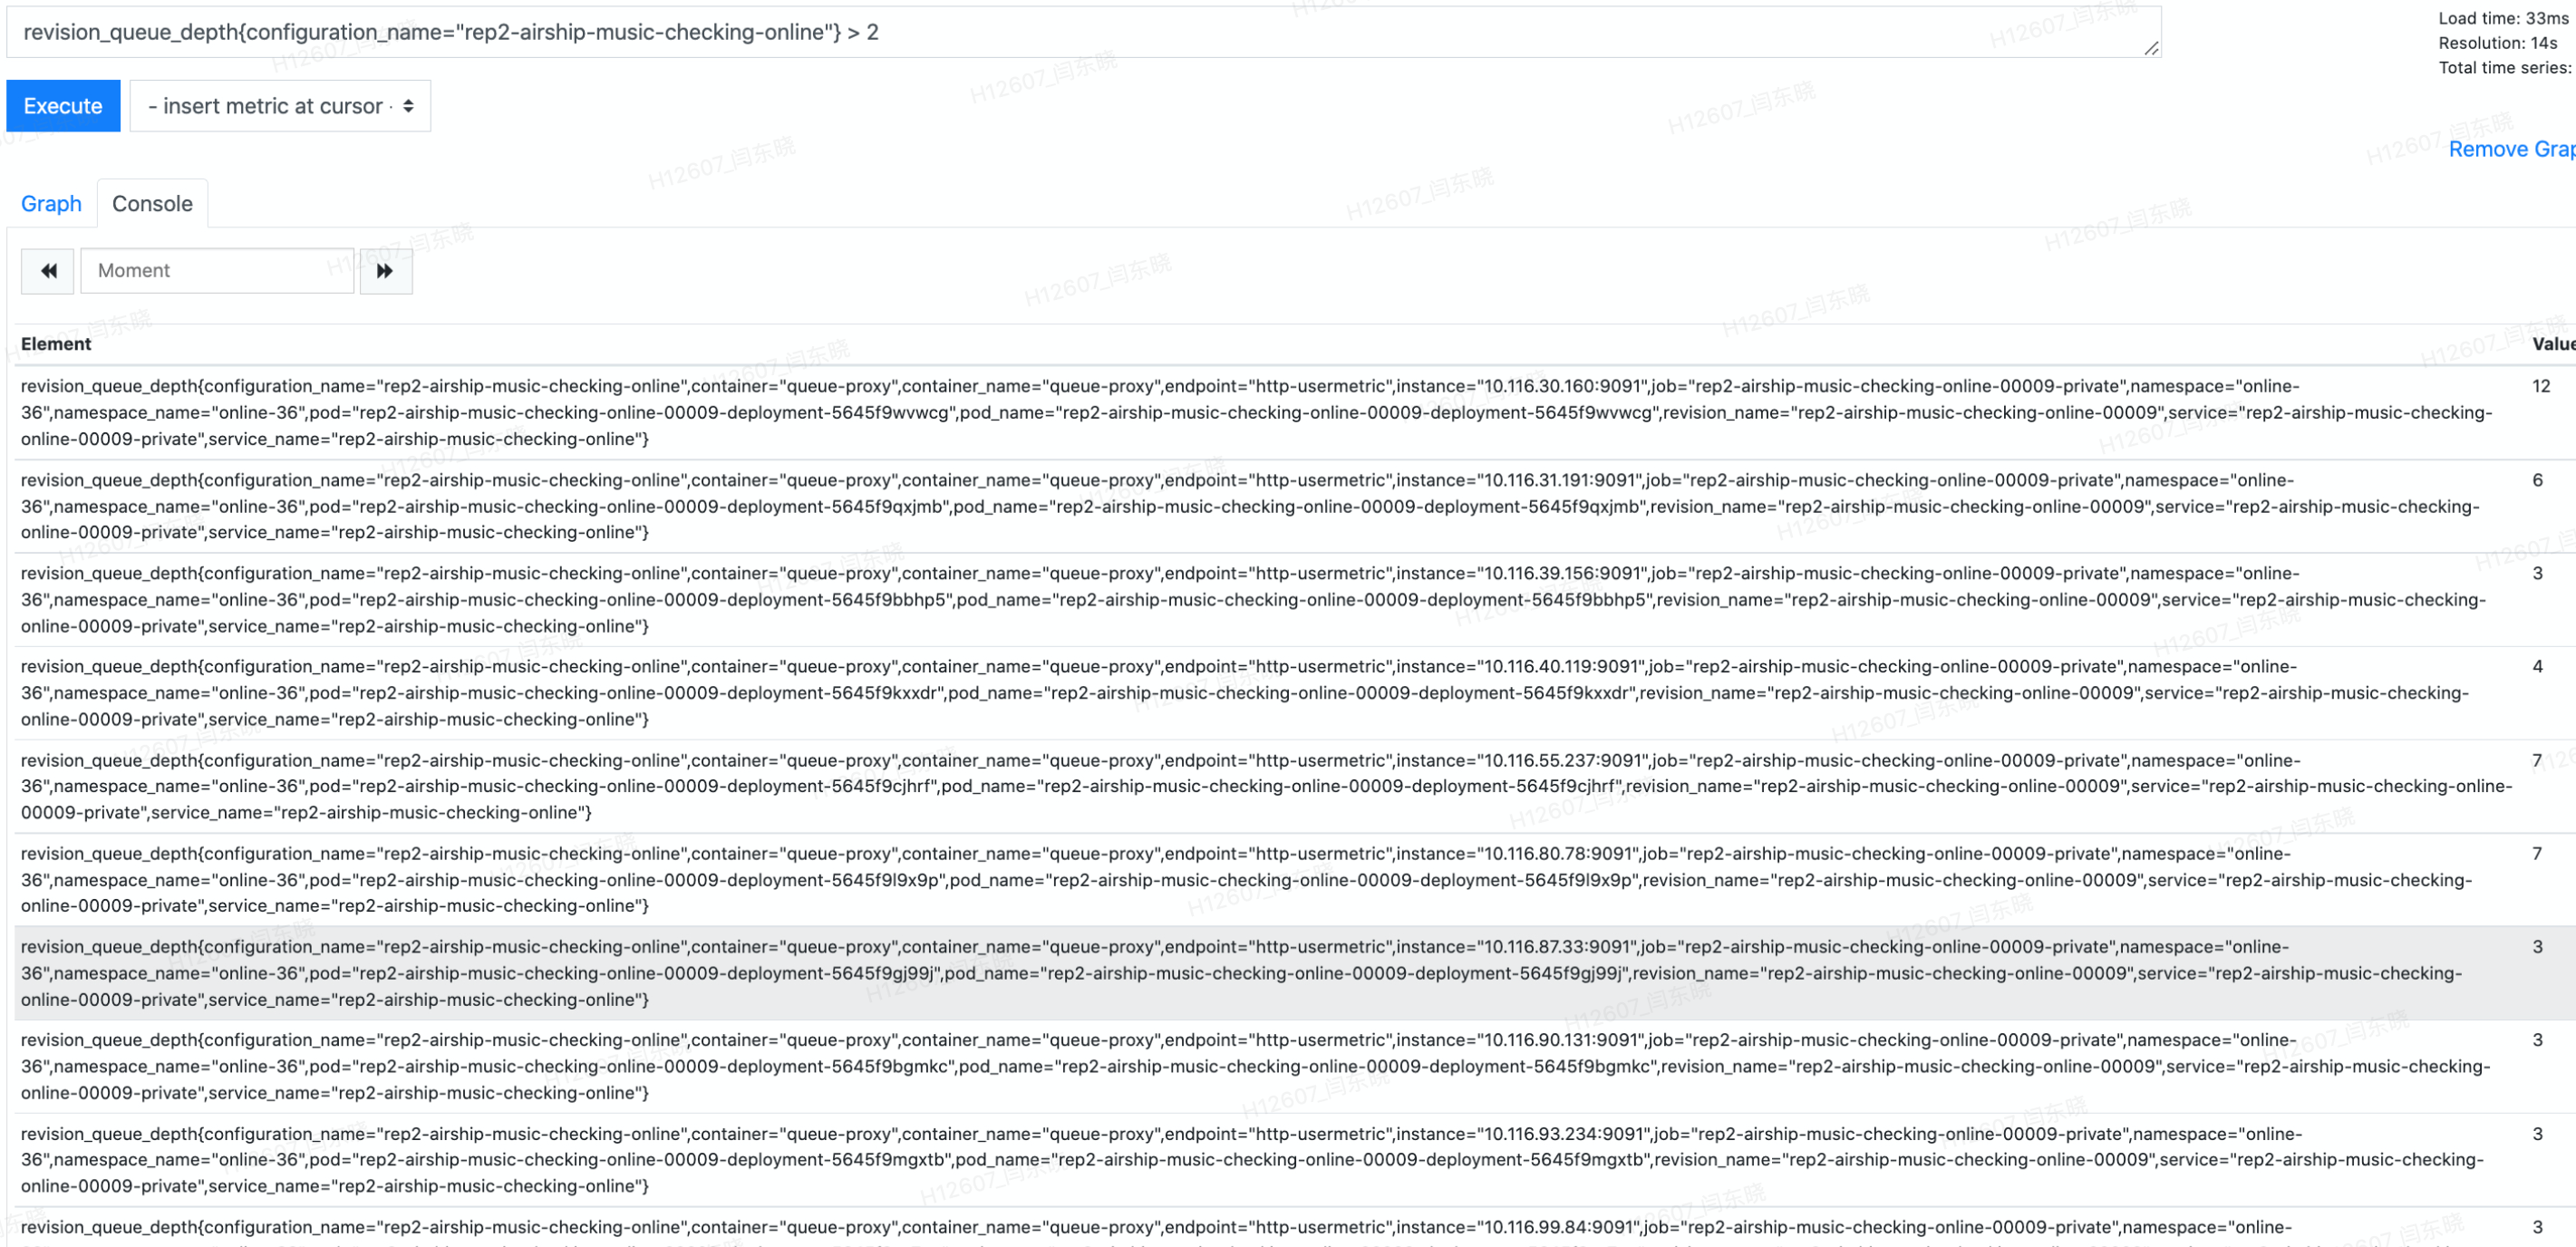 revision_queue_depth{configuration_name="rep2-airship-music-checking-online"} > 2
Load time: 33ms
Resolution: 14s
Total time series:
Execute
- insert metric at cursor -
Remove Grap
Graph
Console
Moment
Element
Value
revision_queue_depth{configuration_name="rep2-airship-music-checking-online",container="queue-proxy",container_name="queue-proxy",endpoint="http-usermetric",instance="10.116.30.160:9091",job="rep2-airship-music-checking-online-00009-private",namespace="online-
12
36",namespace_name="online-36",pod="rep2-airship-music-checking-online-00009-deployment-5645f9wvwcg",pod_name="rep2-airship-music-checking-online-00009-deployment-5645f9wvwcg",revision_name="rep2-airship-music-checking-online-00009",service="rep2-airship-music-checking-
online-00009-private",service_name="rep2-airship-music-checking-online"}
revision_queue_depth{configuration_name="rep2-airship-music-checking-online",container="queue-proxy",container_name="queue-proxy",endpoint="http-usermetric",instance="10.116.31.191:9091",job="rep2-airship-music-checking-online-00009-private",namespace="online-
6
36",namespace_name="online-36",pod="rep2-airship-music-checking-online-00009-deployment-5645f9qxjmb",pod_name="rep2-airship-music-checking-online-00009-deployment-5645f9qxjmb",revision_name="rep2-airship-music-checking-online-00009",service="rep2-airship-music-checking-
online-00009-private",service_name="rep2-airship-music-checking-online"}
revision_queue_depth{configuration_name="rep2-airship-music-checking-online",container="queue-proxy",container_name="queue-proxy",endpoint="http-usermetric",instance="10.116.39.156:9091",job="rep2-airship-music-checking-online-00009-private",namespace="online-
3
36",namespace_name="online-36",pod="rep2-airship-music-checking-online-00009-deployment-5645f9bbhp5",pod_name="rep2-airship-music-checking-online-00009-deployment-5645f9bbhp5",revision_name="rep2-airship-music-checking-online-00009",service="rep2-airship-music-checking-
online-00009-private",service_name="rep2-airship-music-checking-online"}
revision_queue_depth{configuration_name="rep2-airship-music-checking-online",container="queue-proxy",container_name="queue-proxy",endpoint="http-usermetric",instance="10.116.40.119:9091",job="rep2-airship-music-checking-online-00009-private",namespace="online-
4
36",namespace_name="online-36",pod="rep2-airship-music-checking-online-00009-deployment-5645f9kxxdr",pod_name="rep2-airship-music-checking-online-00009-deployment-5645f9kxxdr",revision_name="rep2-airship-music-checking-online-00009",service="rep2-airship-music-checking-
online-00009-private",service_name="rep2-airship-music-checking-online"}
revision_queue_depth{configuration_name="rep2-airship-music-checking-online",container="queue-proxy",container_name="queue-proxy",endpoint="http-usermetric",instance="10.116.55.237:9091",job="rep2-airship-music-checking-online-00009-private",namespace="online-
7
36",namespace_name="online-36",pod="rep2-airship-music-checking-online-00009-deployment-5645f9cjhrf",pod_name="rep2-airship-music-checking-online-00009-deployment-5645f9cjhrf",revision_name="rep2-airship-music-checking-online-00009",service="rep2-airship-music-checking-online-
00009-private",service_name="rep2-airship-music-checking-online"}
revision_queue_depth{configuration_name="rep2-airship-music-checking-online",container="queue-proxy",container_name="queue-proxy",endpoint="http-usermetric",instance="10.116.80.78:9091",job="rep2-airship-music-checking-online-00009-private",namespace="online-
7
36",namespace_name="online-36",pod="rep2-airship-music-checking-online-00009-deployment-5645f9l9x9p",pod_name="rep2-airship-music-checking-online-00009-deployment-5645f9l9x9p",revision_name="rep2-airship-music-checking-online-00009",service="rep2-airship-music-checking-
online-00009-private",service_name="rep2-airship-music-checking-online"}
revision_queue_depth{configuration_name="rep2-airship-music-checking-online",container="queue-proxy",container_name="queue-proxy",endpoint="http-usermetric",instance="10.116.87.33:9091",job="rep2-airship-music-checking-online-00009-private",namespace="online-
3
36",namespace_name="online-36",pod="rep2-airship-music-checking-online-00009-deployment-5645f9gj99j",pod_name="rep2-airship-music-checking-online-00009-deployment-5645f9gj99j",revision_name="rep2-airship-music-checking-online-00009",service="rep2-airship-music-checking-
online-00009-private",service_name="rep2-airship-music-checking-online"}
revision_queue_depth{configuration_name="rep2-airship-music-checking-online",container="queue-proxy",container_name="queue-proxy",endpoint="http-usermetric",instance="10.116.90.131:9091",job="rep2-airship-music-checking-online-00009-private",namespace="online-
3
36",namespace_name="online-36",pod="rep2-airship-music-checking-online-00009-deployment-5645f9bgmkc",pod_name="rep2-airship-music-checking-online-00009-deployment-5645f9bgmkc",revision_name="rep2-airship-music-checking-online-00009",service="rep2-airship-music-checking-
online-00009-private",service_name="rep2-airship-music-checking-online"}
revision_queue_depth{configuration_name="rep2-airship-music-checking-online",container="queue-proxy",container_name="queue-proxy",endpoint="http-usermetric",instance="10.116.93.234:9091",job="rep2-airship-music-checking-online-00009-private",namespace="online-
3
36",namespace_name="online-36",pod="rep2-airship-music-checking-online-00009-deployment-5645f9mgxtb",pod_name="rep2-airship-music-checking-online-00009-deployment-5645f9mgxtb",revision_name="rep2-airship-music-checking-online-00009",service="rep2-airship-music-checking-
online-00009-private",service_name="rep2-airship-music-checking-online"}
revision_queue_depth{configuration_name="rep2-airship-music-checking-online",container="queue-proxy",container_name="queue-proxy",endpoint="http-usermetric",instance="10.116.99.84:9091",job="rep2-airship-music-checking-online-00009-private",namespace="online-
3
H12607_闫东晓